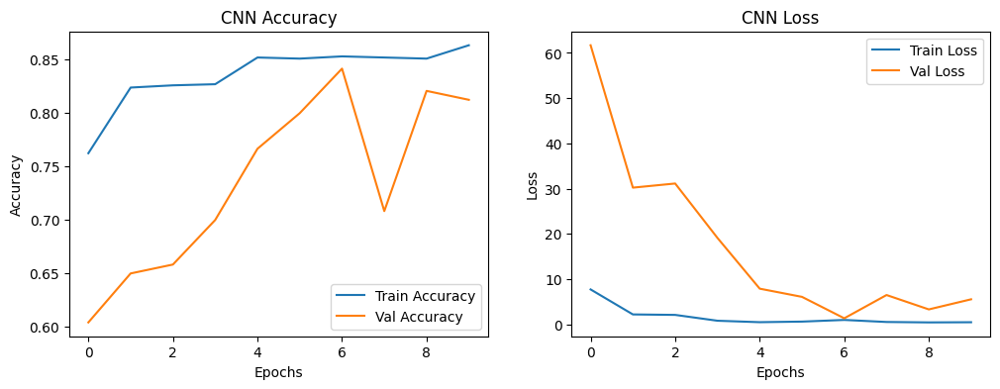 CNN Accuracy
0.85
0.80
0.75
0.70
0.65
0.60
Accuracy
0 2 4 6 8
Epochs
Train Accuracy
Val Accuracy
CNN Loss
60
50
40
30
20
10
0
Loss
0 2 4 6 8
Epochs
Train Loss
Val Loss